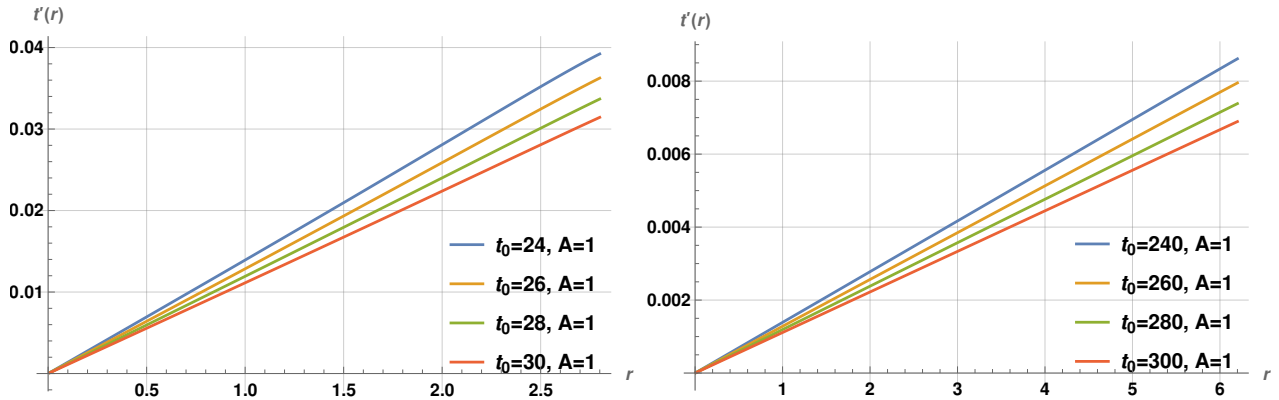 t′(r)
0.04
0.03
0.02
0.01
0.5 1.0 1.5 2.0 2.5
r
t0=24, A=1
t0=26, A=1
t0=28, A=1
t0=30, A=1
t′(r)
0.008
0.006
0.004
0.002
1 2 3 4 5 6
r
t0=240, A=1
t0=260, A=1
t0=280, A=1
t0=300, A=1